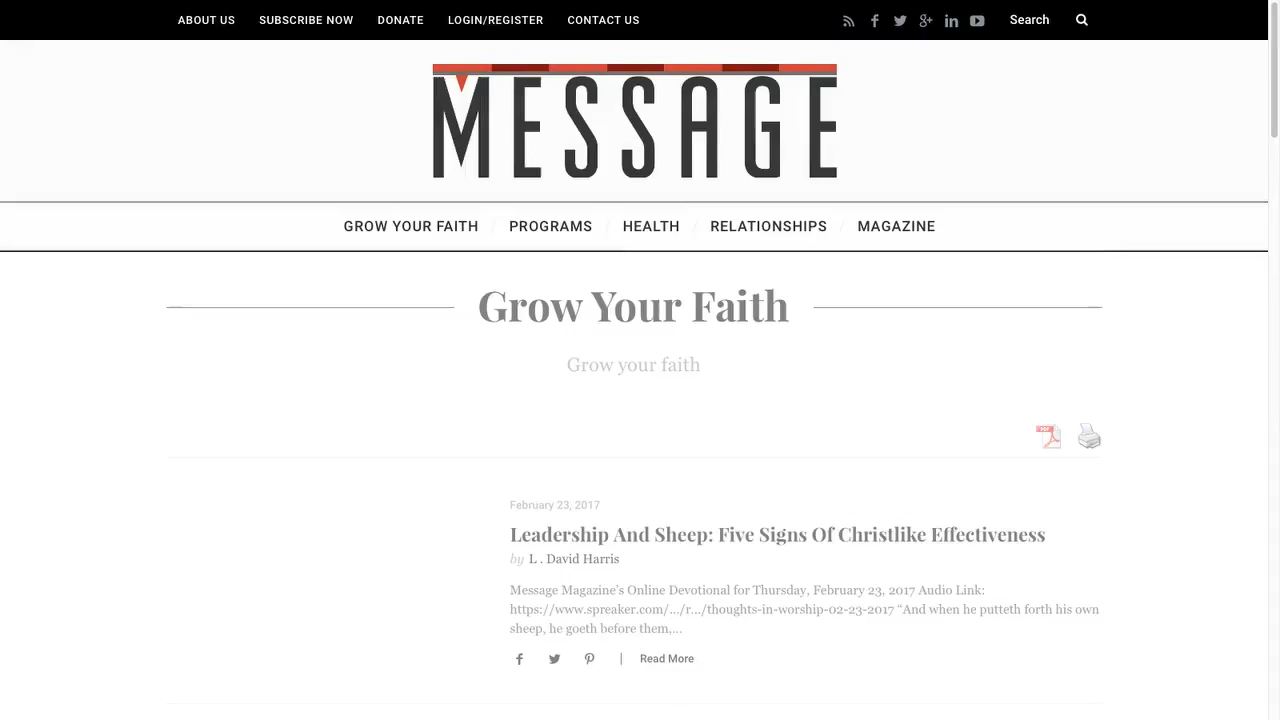 ABOUT US SUBSCRIBE NOW DONATE LOGIN/REGISTER CONTACT US Search
MESSAGE
GROW YOUR FAITH / PROGRAMS / HEALTH / RELATIONSHIPS / MAGAZINE
Grow Your Faith
Grow your faith
PDF
February 23, 2017
Leadership And Sheep: Five Signs Of Christlike Effectiveness
by L . David Harris
Message Magazine’s Online Devotional for Thursday, February 23, 2017 Audio Link:
https://www.spreaker.com/…/r…/thoughts-in-worship-02-23-2017 “And when he putteth forth his own
sheep, he goeth before them,…
| Read More